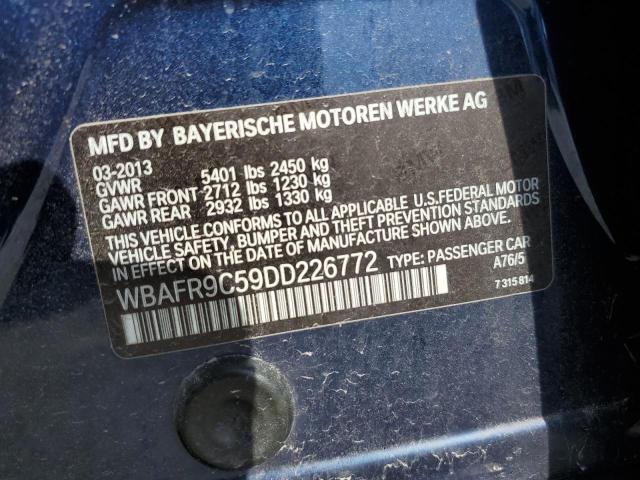 MFD BY BAYERISCHE MOTOREN WERKE AG
03-2013
GVWR 5401 lbs 2450 kg
GAWR FRONT 2712 lbs 1230 kg
GAWR REAR 2932 lbs 1330 kg
THIS VEHICLE CONFORMS TO ALL APPLICABLE U.S.FEDERAL MOTOR
VEHICLE SAFETY, BUMPER AND THEFT PREVENTION STANDARDS
IN EFFECT ON THE DATE OF MANUFACTURE SHOWN ABOVE.
WBAFR9C59DD226772 TYPE: PASSENGER CAR
A76/5
7 315 814